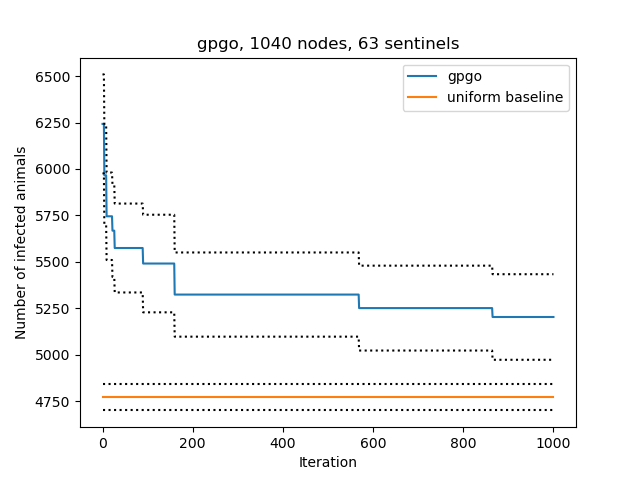 gpgo, 1040 nodes, 63 sentinels
gpgo
uniform baseline
Number of infected animals
6500
6250
6000
5750
5500
5250
5000
4750
0 200 400 600 800 1000
Iteration